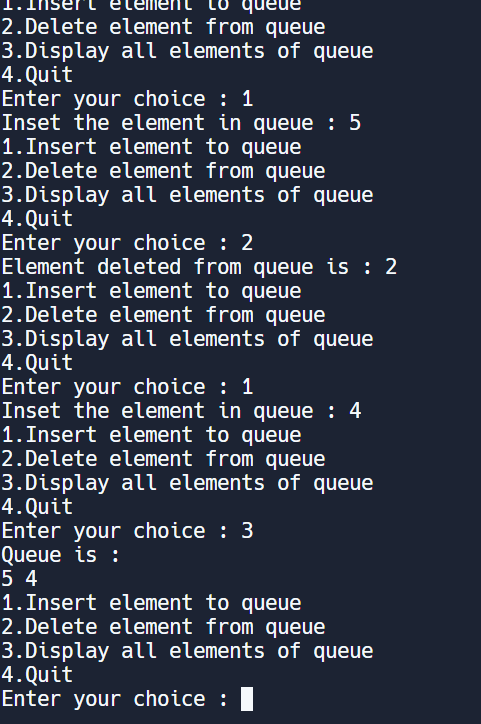 1.Insert element to queue
2.Delete element from queue
3.Display all elements of queue
4.Quit
Enter your choice : 1
Inset the element in queue : 5
1.Insert element to queue
2.Delete element from queue
3.Display all elements of queue
4.Quit
Enter your choice : 2
Element deleted from queue is : 2
1.Insert element to queue
2.Delete element from queue
3.Display all elements of queue
4.Quit
Enter your choice : 1
Inset the element in queue : 4
1.Insert element to queue
2.Delete element from queue
3.Display all elements of queue
4.Quit
Enter your choice : 3
Queue is :
5 4
1.Insert element to queue
2.Delete element from queue
3.Display all elements of queue
4.Quit
Enter your choice :